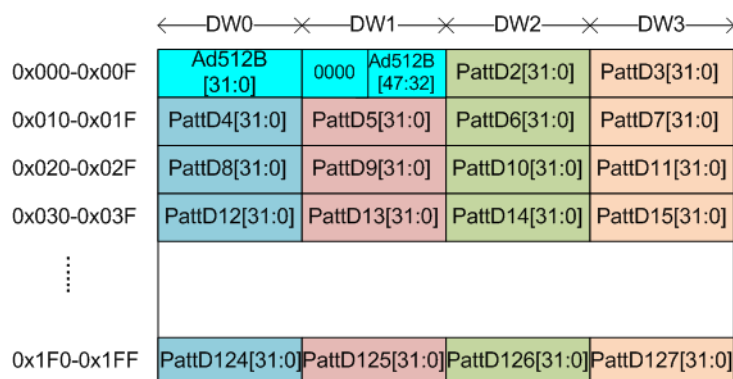 DW0 DW1 DW2 DW3
0x000-0x00F Ad512B [31:0] 0000 Ad512B [47:32] PattD2[31:0] PattD3[31:0]
0x010-0x01F PattD4[31:0] PattD5[31:0] PattD6[31:0] PattD7[31:0]
0x020-0x02F PattD8[31:0] PattD9[31:0] PattD10[31:0] PattD11[31:0]
0x030-0x03F PattD12[31:0] PattD13[31:0] PattD14[31:0] PattD15[31:0]
0x1F0-0x1FF PattD124[31:0] PattD125[31:0] PattD126[31:0] PattD127[31:0]